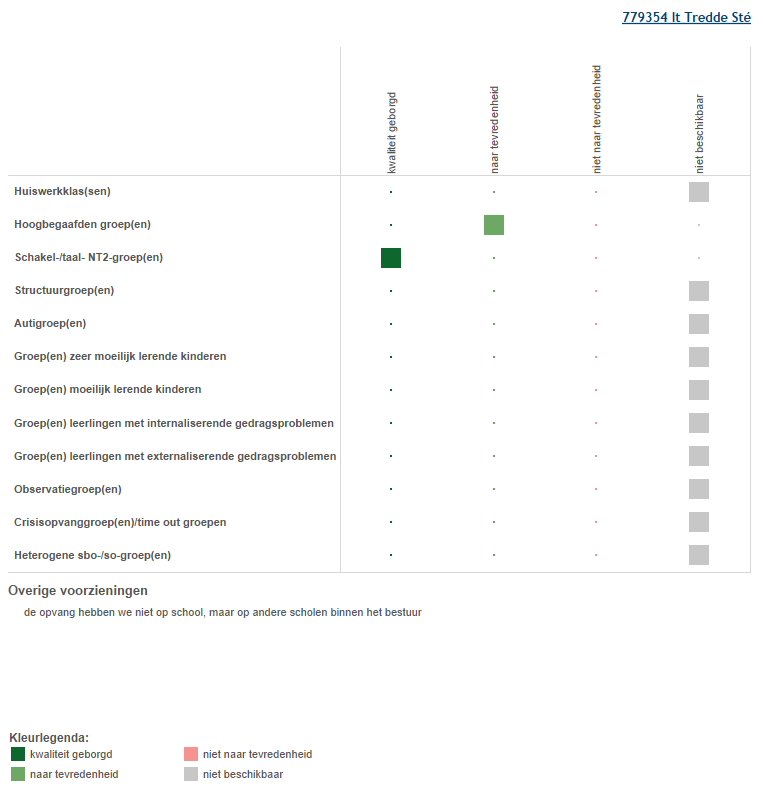 779354 It Tredde Sté
kwaliteit geborgd
naar tevredenheid
niet naar tevredenheid
niet beschikbaar
Huiswerkklas(sen)
Hoogbegaafden groep(en)
Schakel-/taal- NT2-groep(en)
Structuurgroep(en)
Autigroep(en)
Groep(en) zeer moeilijk lerende kinderen
Groep(en) moeilijk lerende kinderen
Groep(en) leerlingen met internaliserende gedragsproblemen
Groep(en) leerlingen met externaliserende gedragsproblemen
Observatiegroep(en)
Crisisopvanggroep(en)/time out groepen
Heterogene sbo-/so-groep(en)
Overige voorzieningen
de opvang hebben we niet op school, maar op andere scholen binnen het bestuur
Kleurlegenda:
kwaliteit geborgd
niet naar tevredenheid
naar tevredenheid
niet beschikbaar